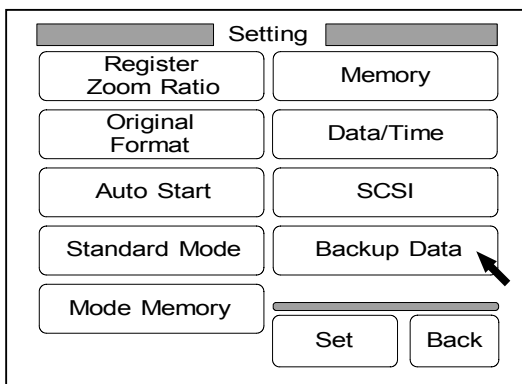 Setting
Register
Zoom Ratio
Memory
Original
Format
Data/Time
Auto Start
SCSI
Standard Mode
Backup Data
Mode Memory
Set
Back